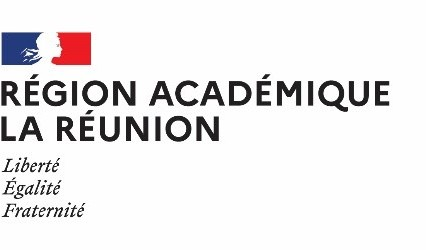 RÉGION ACADÉMIQUE
LA RÉUNION
Liberté
Égalité
Fraternité